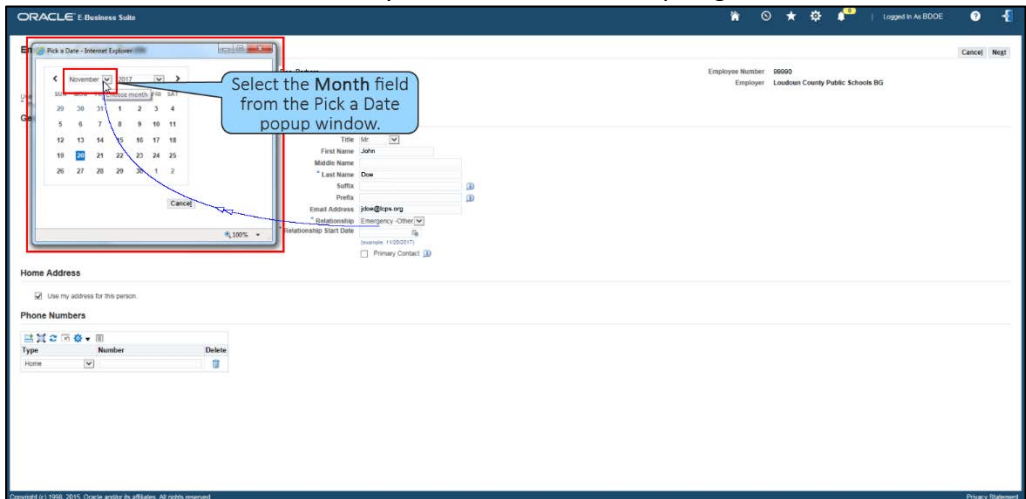 ORACLE E-Business Suite
Logged In As BDOE
Pick a Date - Internet Explorer
Cancel Next
November 2017
Choose month
SAT
29 30 31 1 2 3 4
5 6 7 8 9 10 11
12 13 14 15 16 17 18
19 20 21 22 23 24 25
26 27 28 29 30 1 2
Cancel
100%
Select the Month field
from the Pick a Date
popup window.
Employee Number 99990
Employer Loudoun County Public Schools BG
Title Mr
First Name John
Middle Name
* Last Name Doe
Suffix
Prefix
Email Address jdoe@lcps.org
* Relationship Emergency -Other
* Relationship Start Date
(example: 11/20/2017)
Primary Contact
Home Address
Use my address for this person.
Phone Numbers
Type Number Delete
Home
Copyright (c) 1998, 2015, Oracle and/or its affiliates. All rights reserved.
Privacy Statement